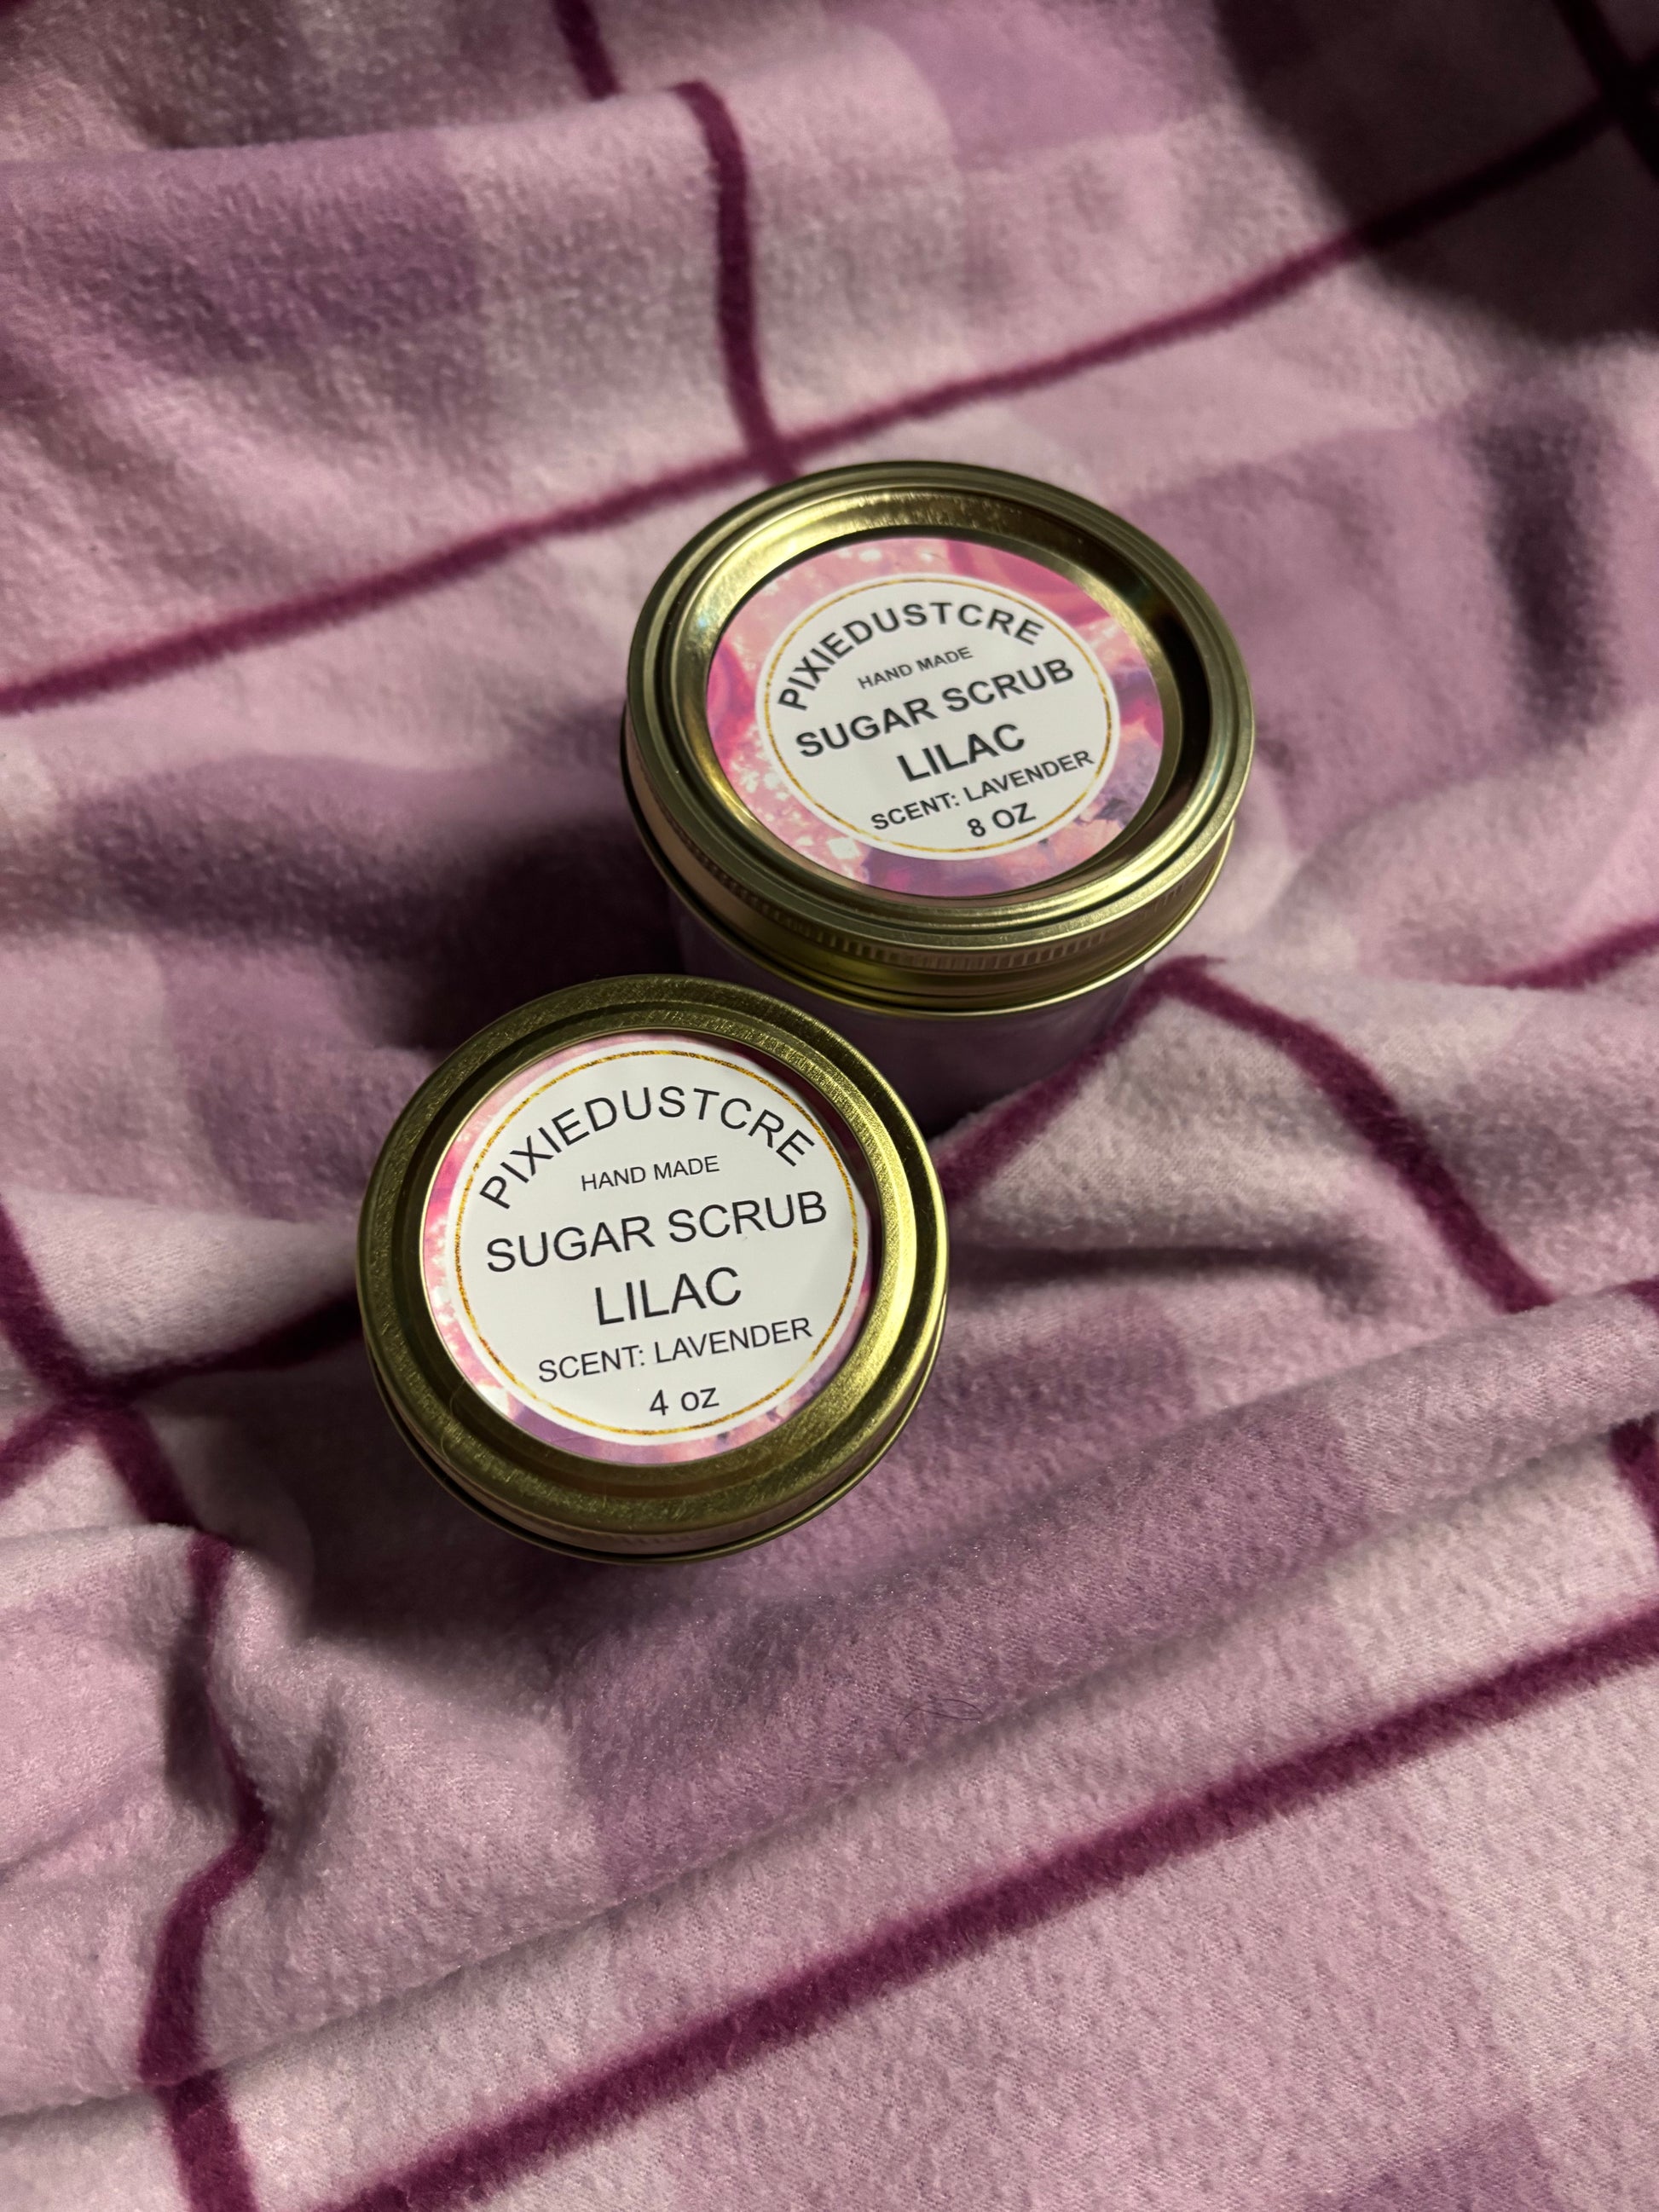 PIXIEDUSTCRE
HAND MADE
SUGAR SCRUB
LILAC
SCENT: LAVENDER
8 OZ
PIXIEDUSTCRE
HAND MADE
SUGAR SCRUB
LILAC
SCENT: LAVENDER
4 oz